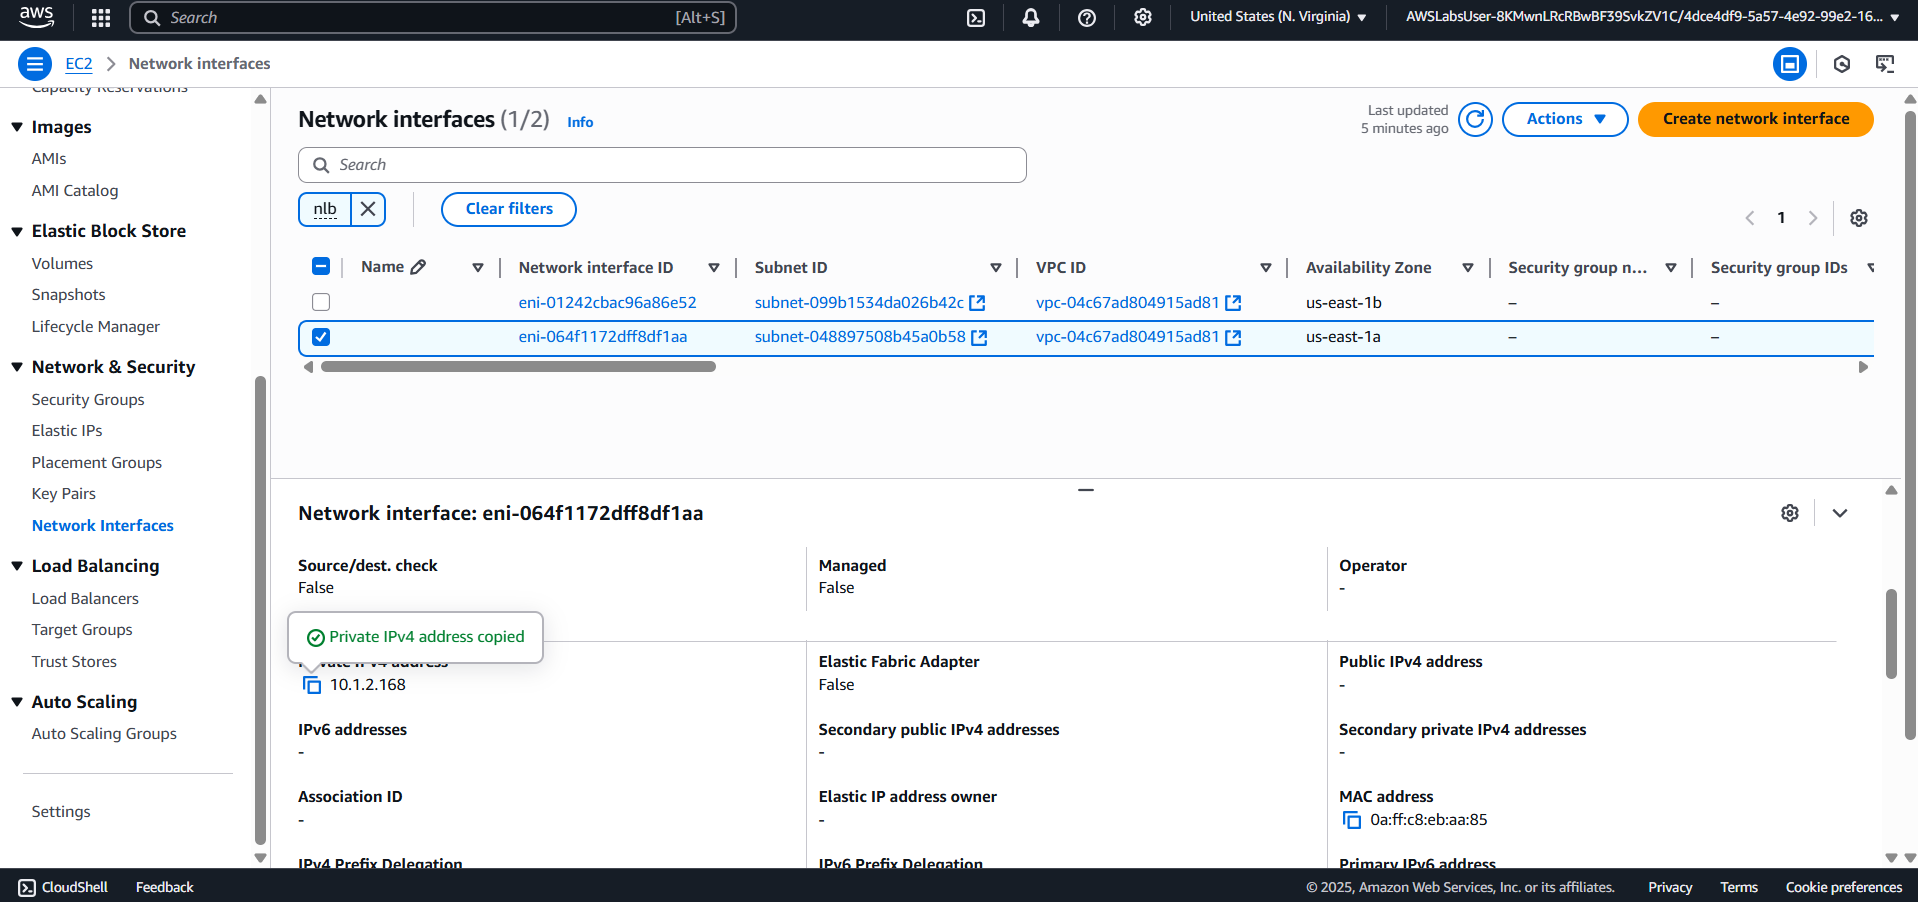 aws
Search [Alt+S]
United States (N. Virginia)
AWSLabsUser-8KMwnLRcRBwBF39SvkZV1C/4dce4df9-5a57-4e92-99e2-16...
EC2 > Network interfaces
Capacity Reservations
Images
AMIs
AMI Catalog
Elastic Block Store
Volumes
Snapshots
Lifecycle Manager
Network & Security
Security Groups
Elastic IPs
Placement Groups
Key Pairs
Network Interfaces
Load Balancing
Load Balancers
Target Groups
Trust Stores
Auto Scaling
Auto Scaling Groups
Settings
Network interfaces (1/2) Info
Last updated
5 minutes ago
Actions
Create network interface
Search
nlb
Clear filters
1
Name Network interface ID Subnet ID VPC ID Availability Zone Security group n... Security group IDs
eni-01242cbac96a86e52 subnet-099b1534da026b42c vpc-04c67ad804915ad81 us-east-1b – –
eni-064f1172dff8df1aa subnet-048897508b45a0b58 vpc-04c67ad804915ad81 us-east-1a – –
Network interface: eni-064f1172dff8df1aa
Source/dest. check Managed Operator
False False -
Private IPv4 address copied
Private IPv4 address Elastic Fabric Adapter Public IPv4 address
10.1.2.168 False -
IPv6 addresses Secondary public IPv4 addresses Secondary private IPv4 addresses
- - -
Association ID Elastic IP address owner MAC address
- - 0a:ff:c8:eb:aa:85
IPv4 Prefix Delegation IPv6 Prefix Delegation Primary IPv6 address
CloudShell Feedback © 2025, Amazon Web Services, Inc. or its affiliates. Privacy Terms Cookie preferences